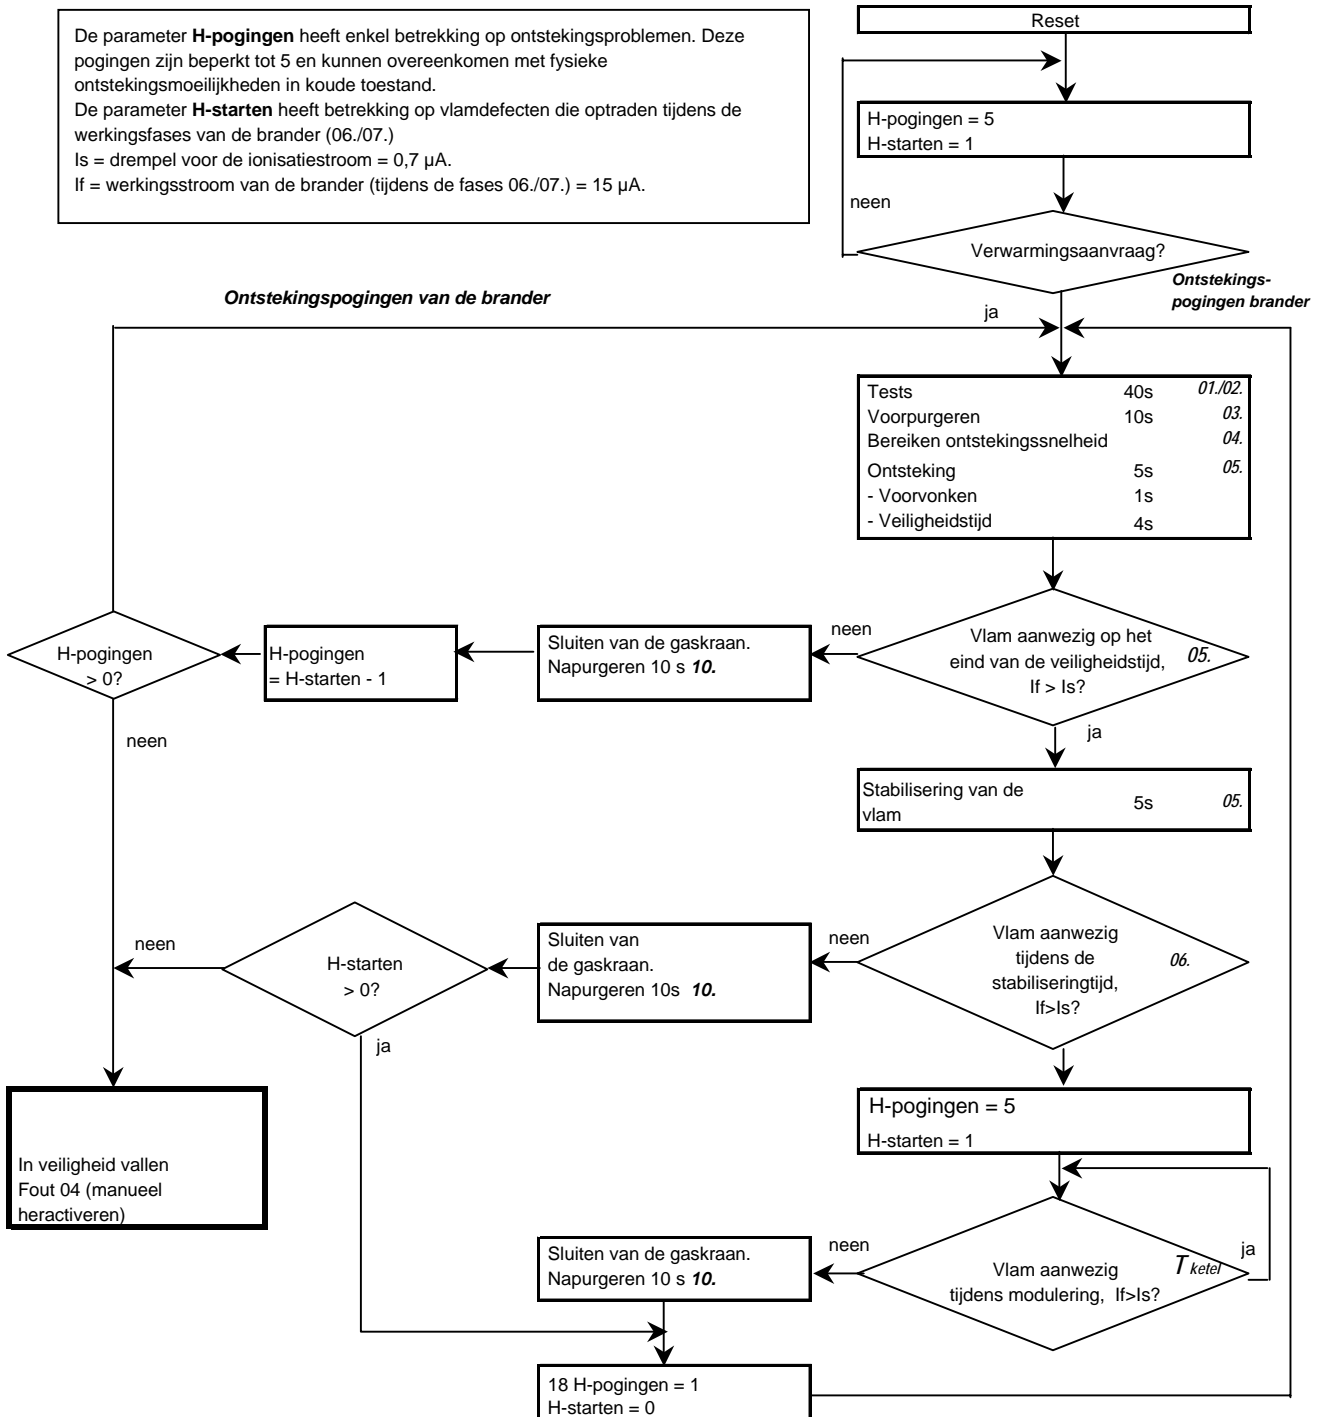 De parameter H-pogingen heeft enkel betrekking op ontstekingsproblemen. Deze
pogingen zijn beperkt tot 5 en kunnen overeenkomen met fysieke
ontstekingsmoeilijkheden in koude toestand.
De parameter H-starten heeft betrekking op vlamdefecten die optraden tijdens de
werkingsfases van de brander (06./07.)
Is = drempel voor de ionisatiestroom = 0,7 µA.
If = werkingsstroom van de brander (tijdens de fases 06./07.) = 15 µA.
Reset
H-pogingen = 5
H-starten = 1
neen
Verwarmingsaanvraag?
Ontstekingspogingen van de brander
Ontstekings-
pogingen brander
ja
Tests 40s 01./02.
Voorpurgeren 10s 03.
Bereiken ontstekingssnelheid 04.
Ontsteking 5s 05.
- Voorvonken 1s
- Veiligheidstijd 4s
Vlam aanwezig op het
eind van de veiligheidstijd, 05.
If > Is?
neen
Sluiten van de gaskraan.
Napurgeren 10 s 10.
H-pogingen
= H-starten - 1
H-pogingen
> 0?
neen
ja
Stabilisering van de
vlam 5s 05.
Vlam aanwezig
tijdens de 06.
stabiliseringtijd,
If>Is?
neen
Sluiten van
de gaskraan.
Napurgeren 10s 10.
H-starten
> 0?
neen
ja
In veiligheid vallen
Fout 04 (manueel
heractiveren)
H-pogingen = 5
H-starten = 1
Vlam aanwezig T ketel
tijdens modulering, If>Is?
ja
neen
Sluiten van de gaskraan.
Napurgeren 10 s 10.
18 H-pogingen = 1
H-starten = 0